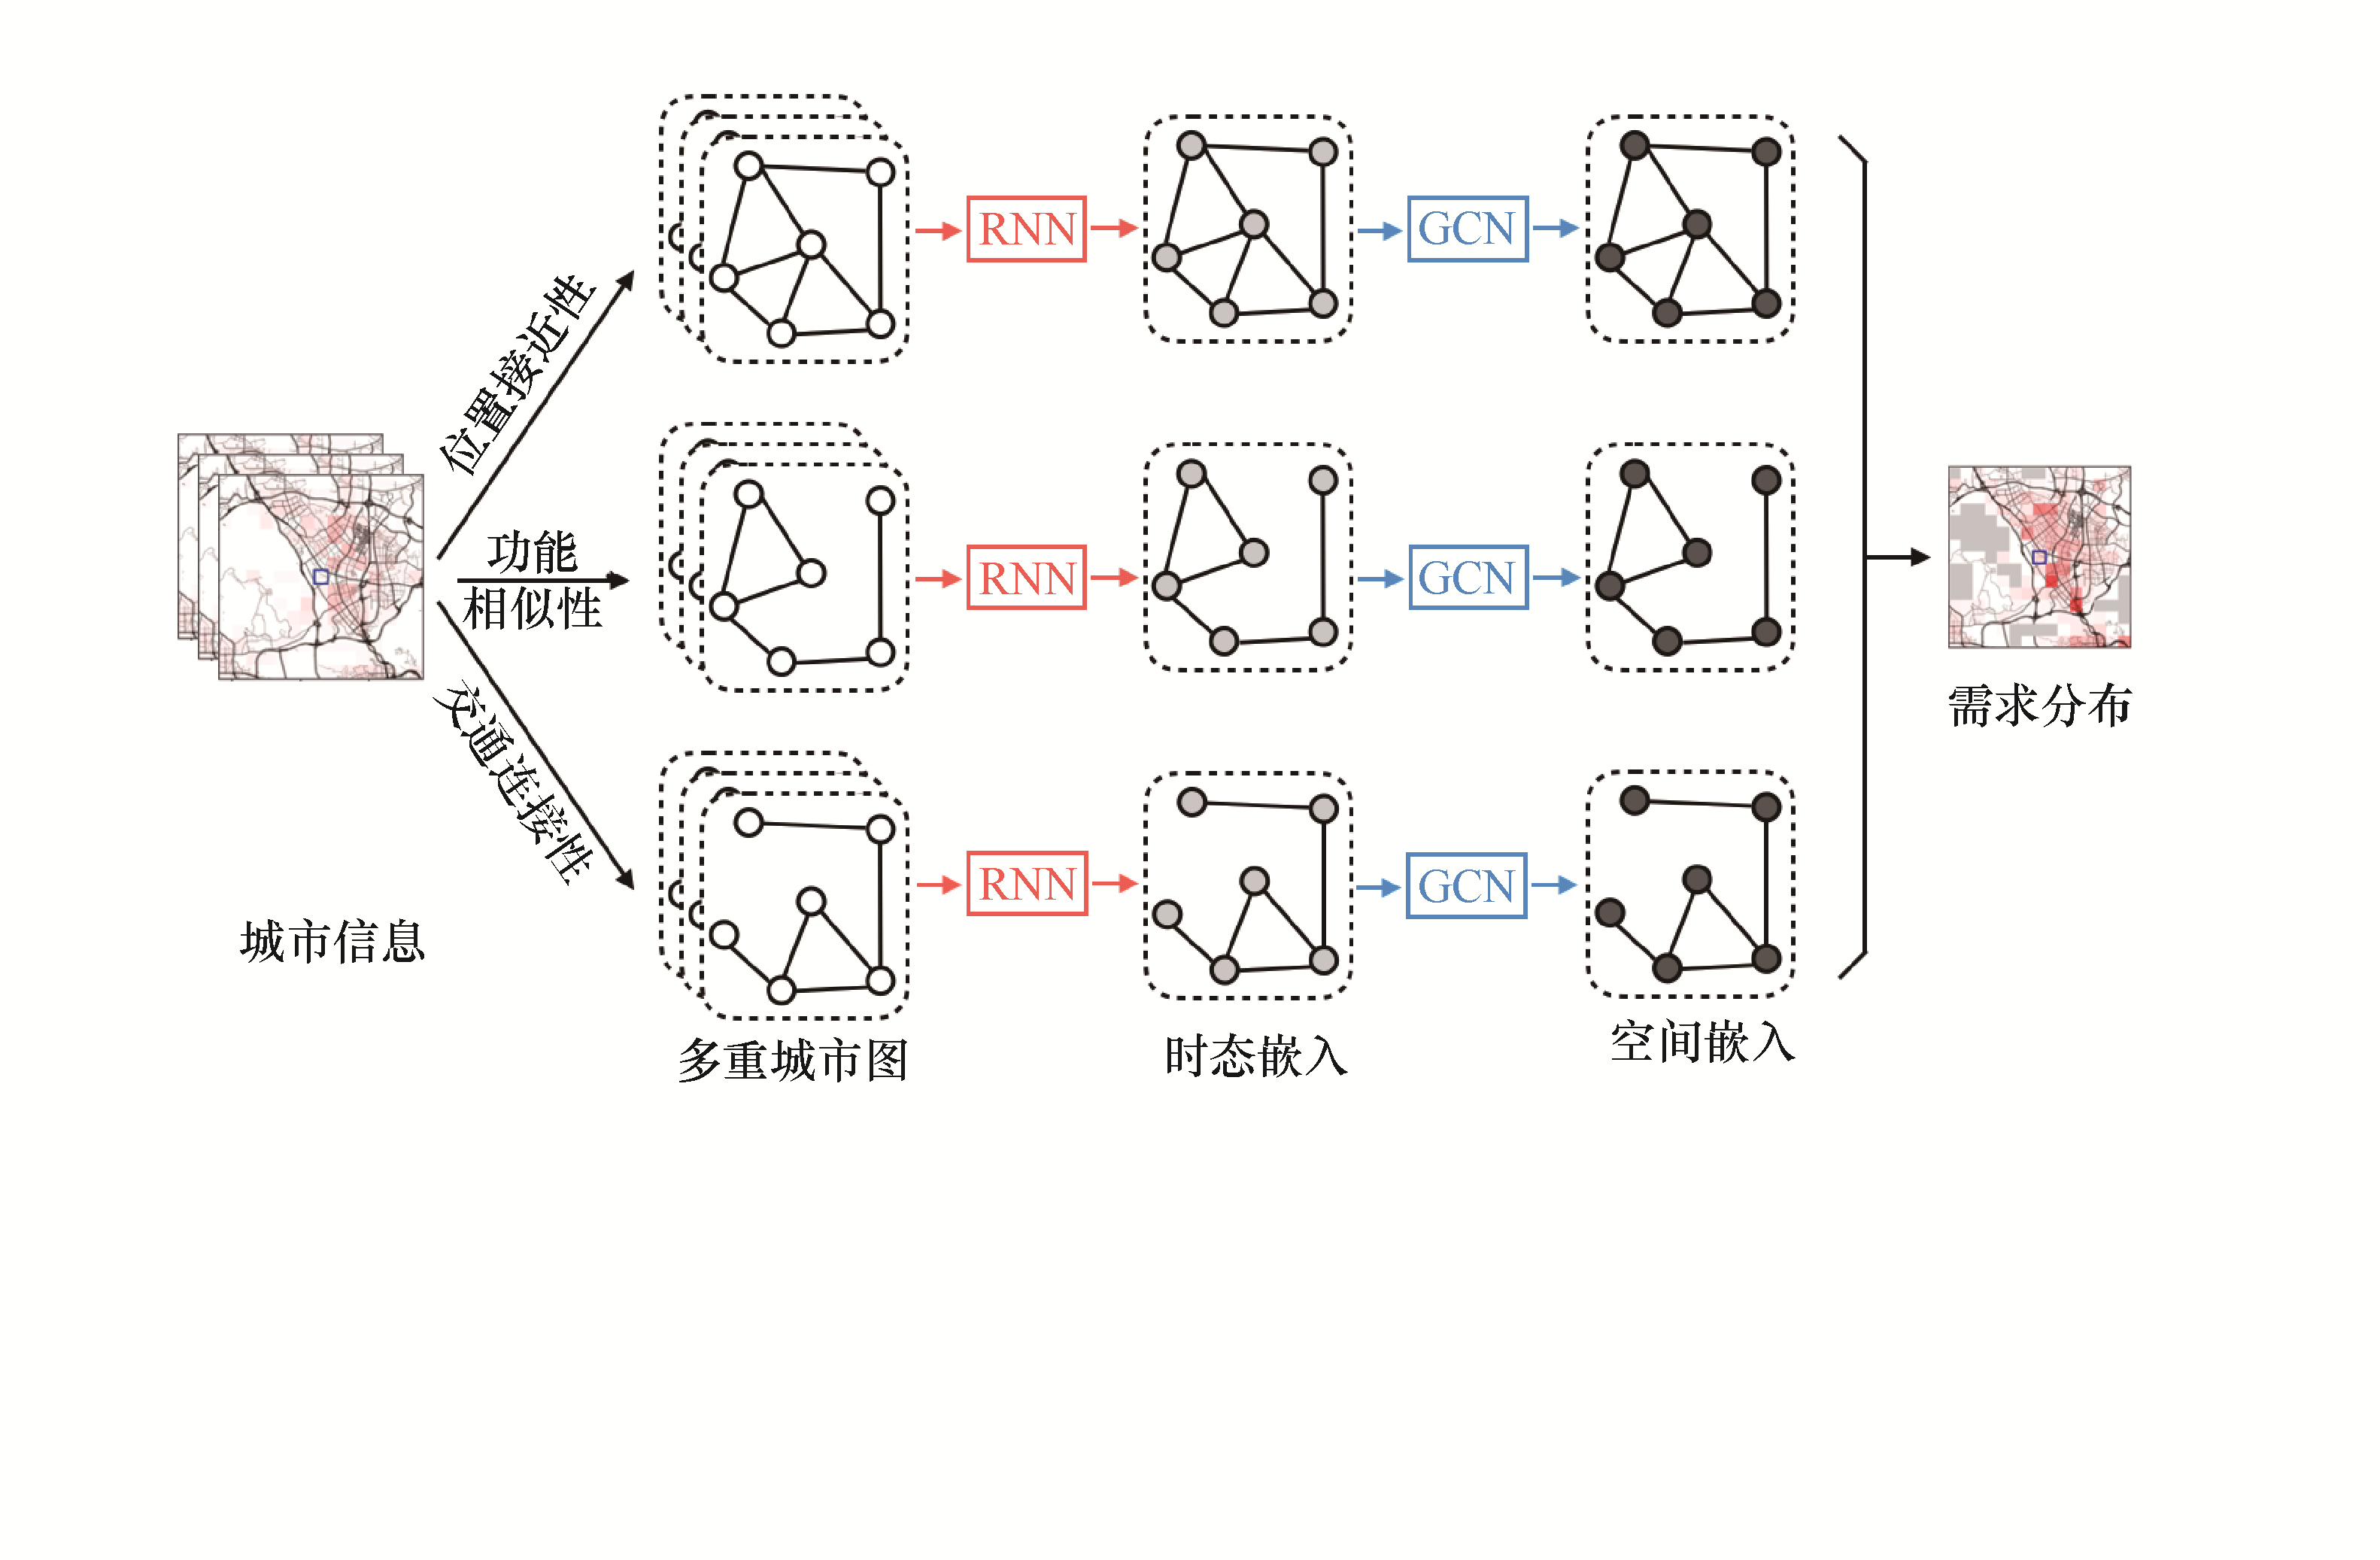 位置接近性
RNN
GCN
功能
相似性
RNN
GCN
需求分布
交通连接性
RNN
GCN
城市信息
多重城市图
时态嵌入
空间嵌入